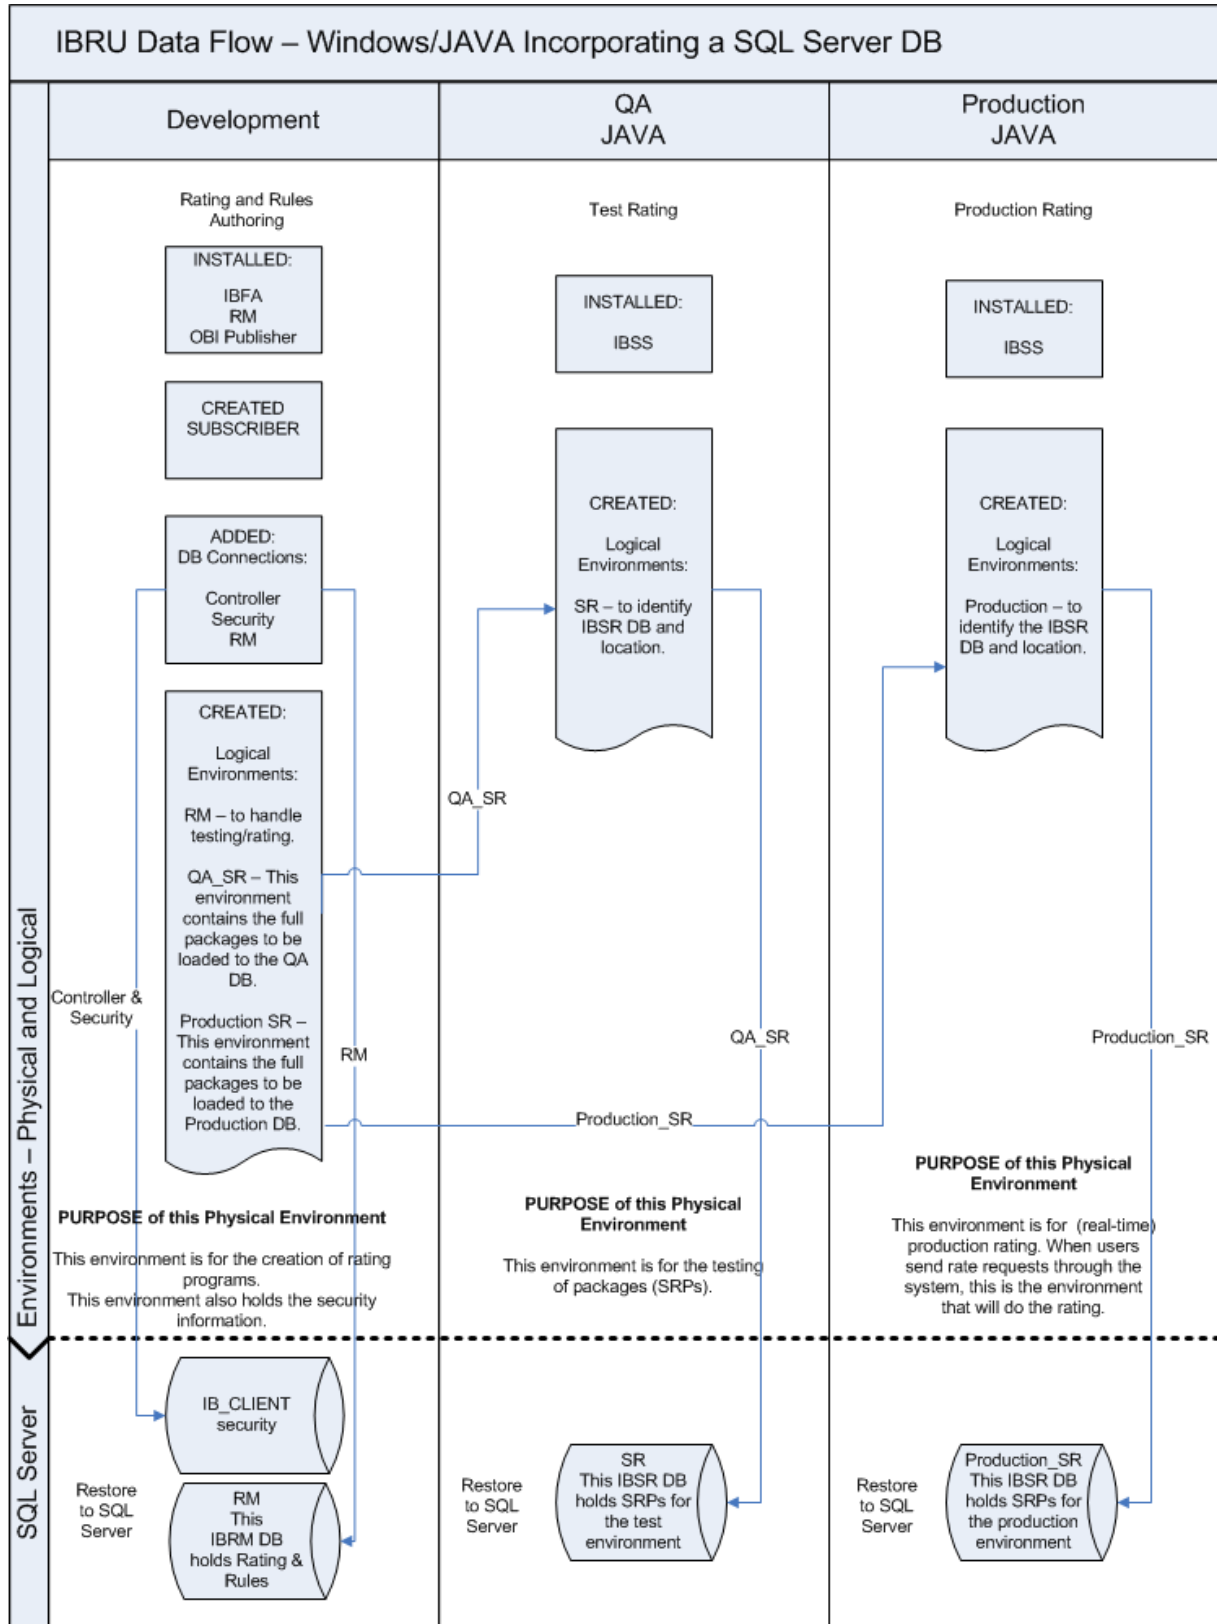 IBRU Data Flow – Windows/JAVA Incorporating a SQL Server DB
Environments – Physical and Logical
SQL Server
Development
Rating and Rules
Authoring
INSTALLED:
IBFA
RM
OBI Publisher
CREATED
SUBSCRIBER
ADDED:
DB Connections:
Controller
Security
RM
CREATED:
Logical
Environments:
RM – to handle
testing/rating.
QA_SR – This
environment
contains the full
packages to be
loaded to the QA
DB.
Production SR –
This environment
contains the full
packages to be
loaded to the
Production DB.
Controller &
Security
RM
PURPOSE of this Physical Environment
This environment is for the creation of rating
programs.
This environment also holds the security
information.
IB_CLIENT
security
Restore
to SQL
Server
RM
This
IBRM DB
holds Rating &
Rules
QA
JAVA
Test Rating
INSTALLED:
IBSS
CREATED:
Logical
Environments:
SR – to identify
IBSR DB and
location.
QA_SR
QA_SR
Production_SR
PURPOSE of this Physical
Environment
This environment is for the testing
of packages (SRPs).
Restore
to SQL
Server
SR
This IBSR DB
holds SRPs for
the test
environment
Production
JAVA
Production Rating
INSTALLED:
IBSS
CREATED:
Logical
Environments:
Production – to
identify the IBSR
DB and location.
Production_SR
PURPOSE of this Physical
Environment
This environment is for  (real-time)
production rating. When users
send rate requests through the
system, this is the environment
that will do the rating.
Restore
to SQL
Server
Production_SR
This IBSR DB
holds SRPs for
the production
environment